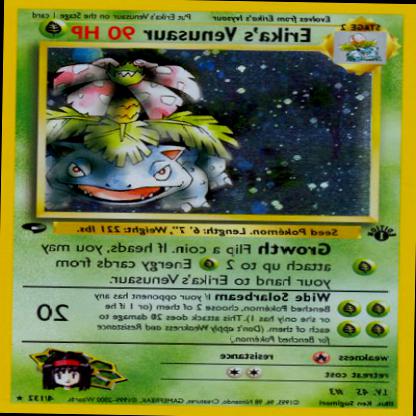 STAGE 2
Evolves from Erika's Ivysaur
Put Erika's Venusaur on the Stage 1 card
Erika's Venusaur 90 HP
Seed Pokémon. Length: 6' 7", Weight: 221 lbs.
Growth Flip a coin. If heads, you may
attach up to 2 Energy cards from
your hand to Erika's Venusaur.
Wide Solarbeam If your opponent has any
Benched Pokémon, choose 2 of them (or 1 if he
or she only has 1). This attack does 20 damage to
each of them. (Don't apply Weakness and Resistance
for Benched Pokémon.)
20
weakness
resistance
retreat cost
LV. 45 #3
Illus. Ken Sugimori
©1995, 96, 98 Nintendo, Creatures, GAMEFREAK. ©1999-2000 Wizards.
4/132 ★